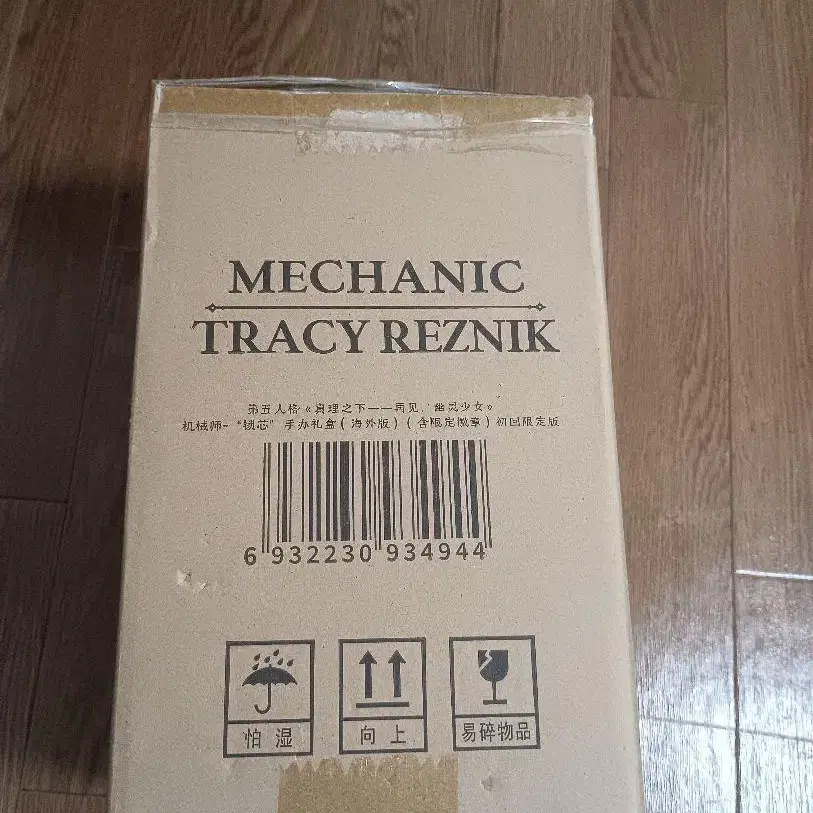 MECHANIC
TRACY REZNIK
第五人格《真理之下——再见，幽灵少女》
机械师-“锁芯”手办礼盒(海外版)(含限定徽章)初回限定版
6 932230 934944
怕 湿
向 上
易碎物品